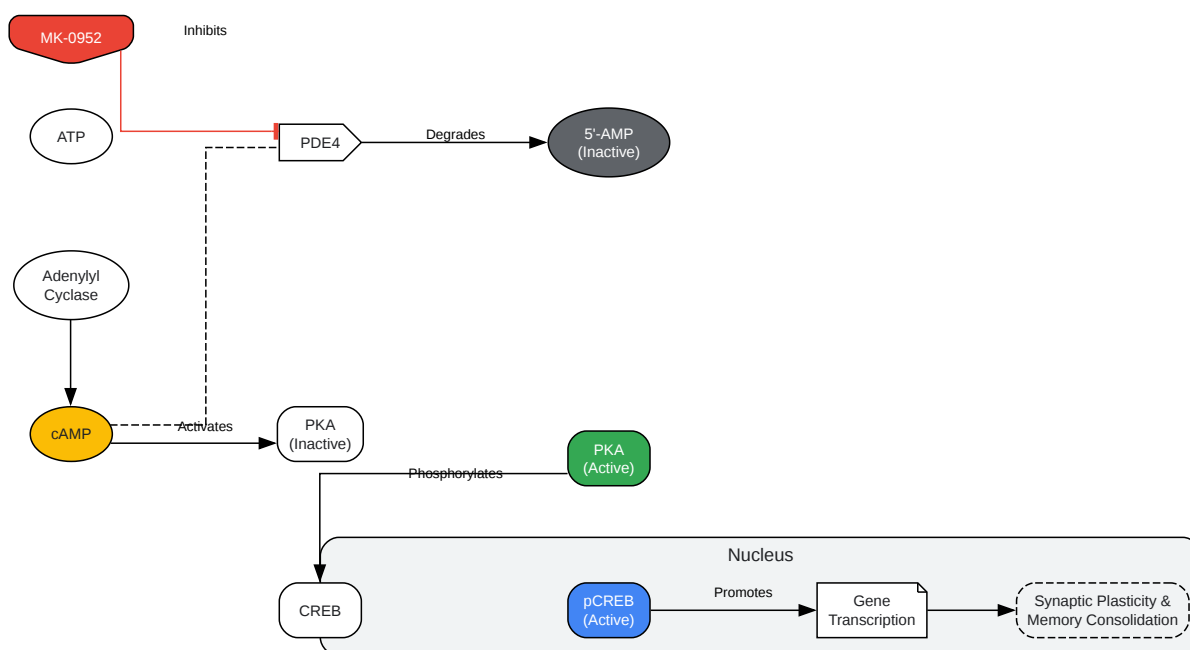 MK-0952
Inhibits
ATP
PDE4
Degrades
5'-AMP
(Inactive)
Adenylyl
Cyclase
cAMP
Activates
PKA
(Inactive)
PKA
(Active)
Phosphorylates
Nucleus
CREB
pCREB
(Active)
Promotes
Gene
Transcription
Synaptic Plasticity &
Memory Consolidation